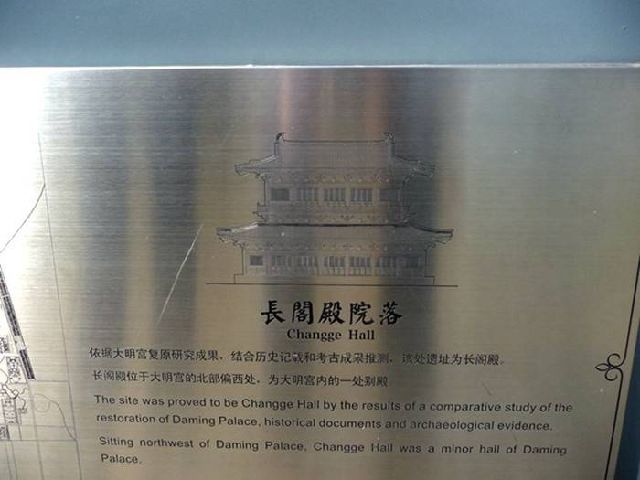 長閣殿院落
Changge Hall
依据大明宫复原研究成果，结合历史记载和考古成果推测，该处遗址为长阁殿。
长阁殿位于大明宫的北部偏西处，为大明宫内的一处别殿
The site was proved to be Changge Hall by the results of a comparative study of the
restoration of Daming Palace, historical documents and archaeological evidence.
Sitting northwest of Daming Palace, Changge Hall was a minor hall of Daming
Palace.